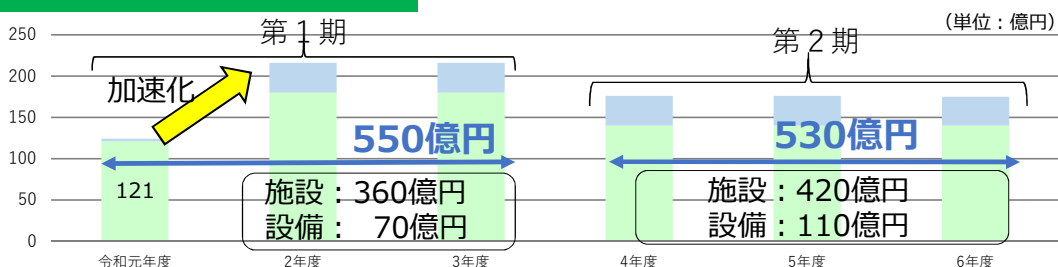 (単位：億円)
250
200
150
100
50
0
第１期
第２期
加速化
550億円
530億円
121
施設：360億円
設備：　70億円
施設：420億円
設備：110億円
令和元年度
2年度
3年度
4年度
5年度
6年度